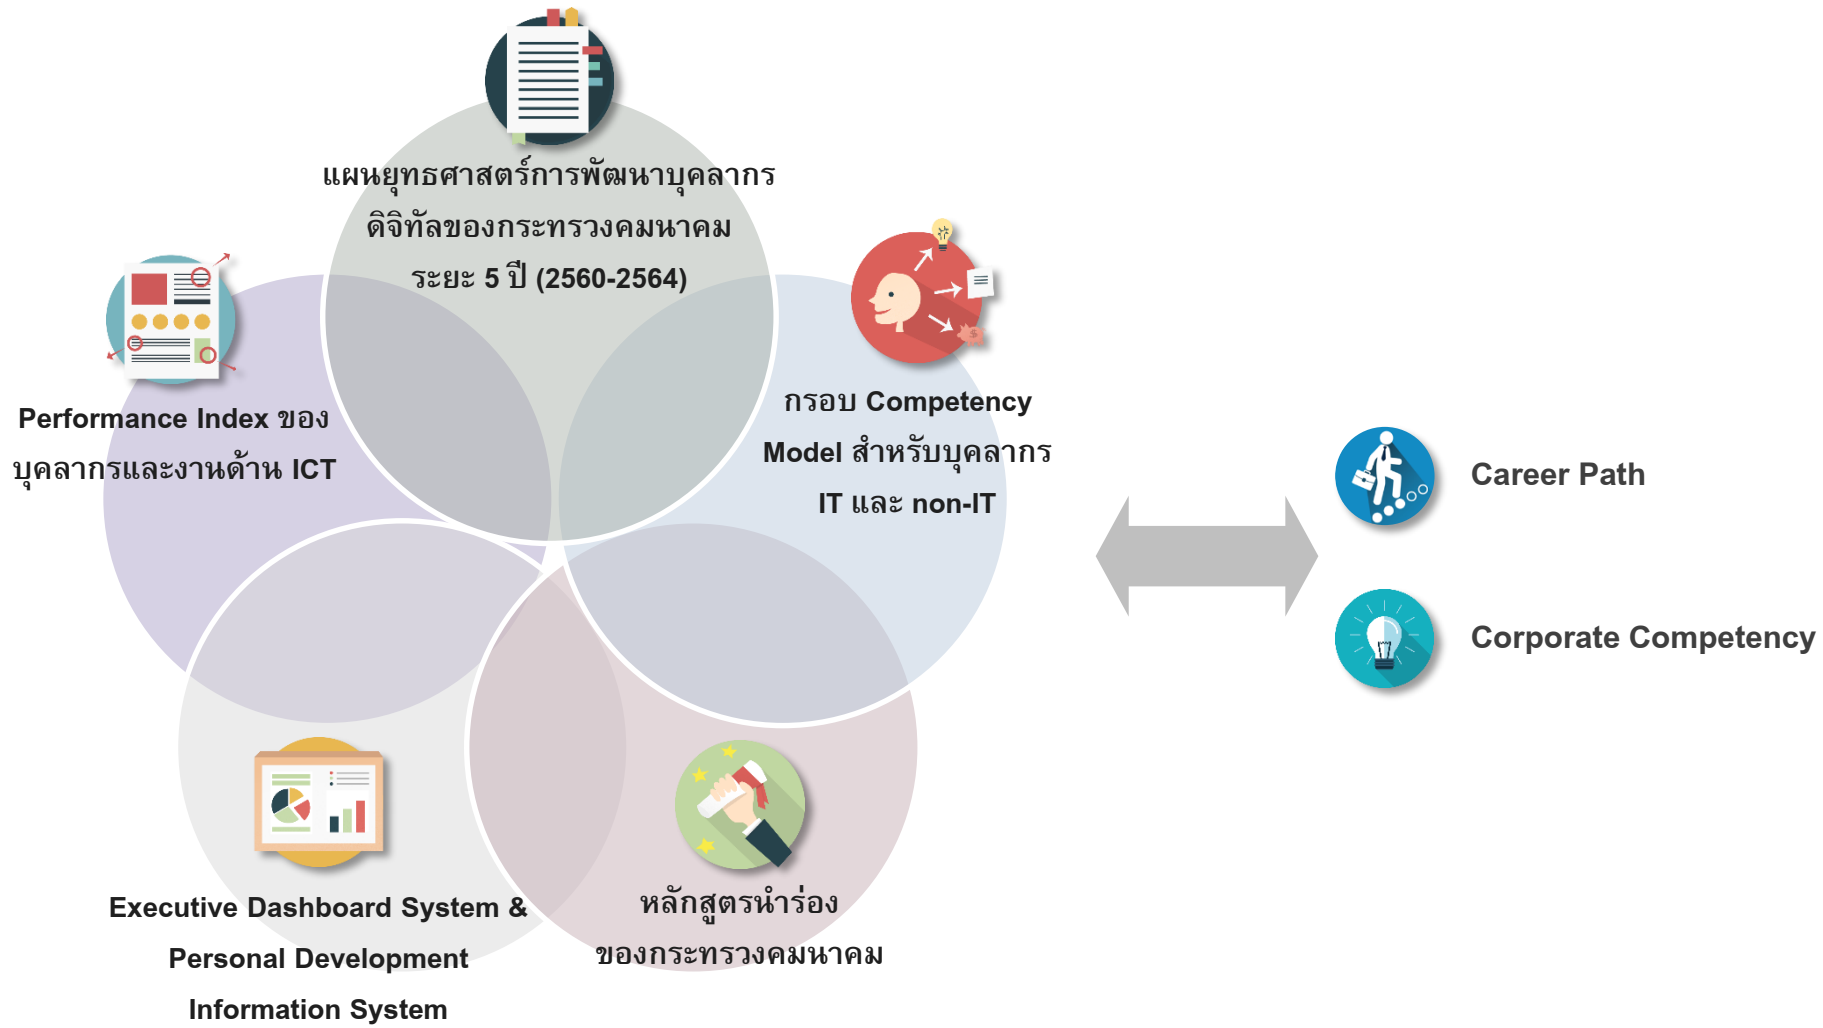 แผนยุทธศาสตร์การพัฒนาบุคลากร
ดิจิทัลของกระทรวงคมนาคม
ระยะ 5 ปี (2560-2564)
Performance Index ของ
บุคลากรและงานด้าน ICT
กรอบ Competency
Model สำหรับบุคลากร
IT และ non-IT
Executive Dashboard System &
Personal Development
Information System
หลักสูตรนำร่อง
ของกระทรวงคมนาคม
Career Path
Corporate Competency